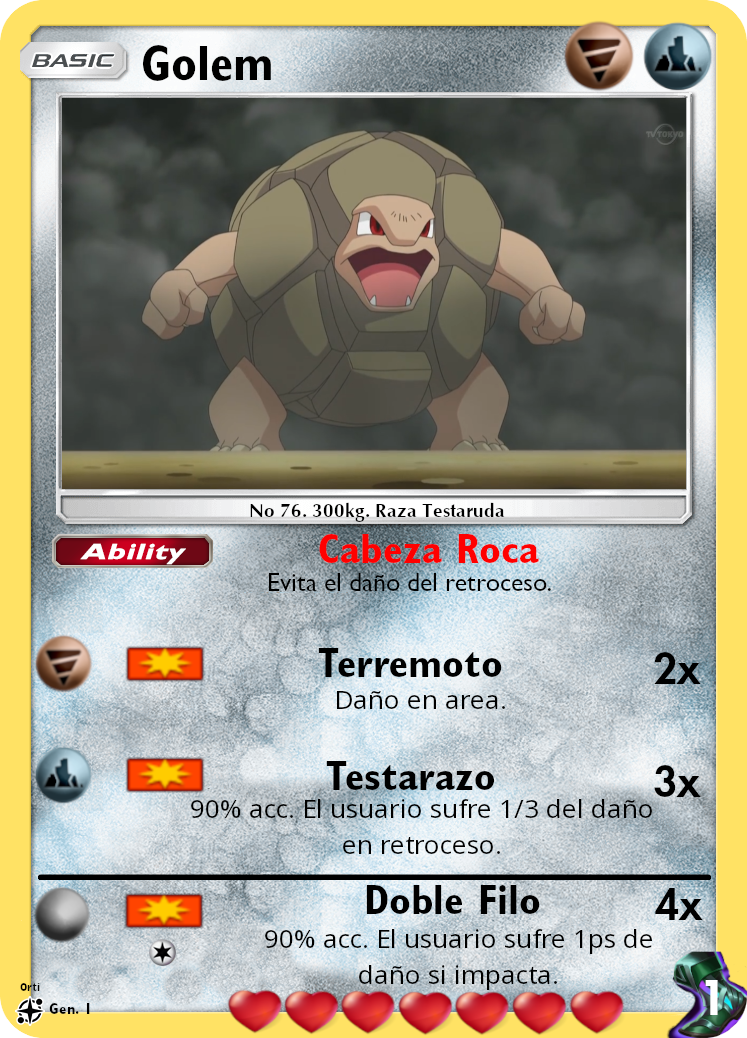 BASIC
Golem
TV TOKYO
No 76. 300kg. Raza Testaruda
Ability
Cabeza Roca
Evita el daño del retroceso.
Terremoto
2x
Daño en area.
Testarazo
3x
90% acc. El usuario sufre 1/3 del daño
en retroceso.
Doble Filo
4x
90% acc. El usuario sufre 1ps de
daño si impacta.
Orti
Gen. I
1